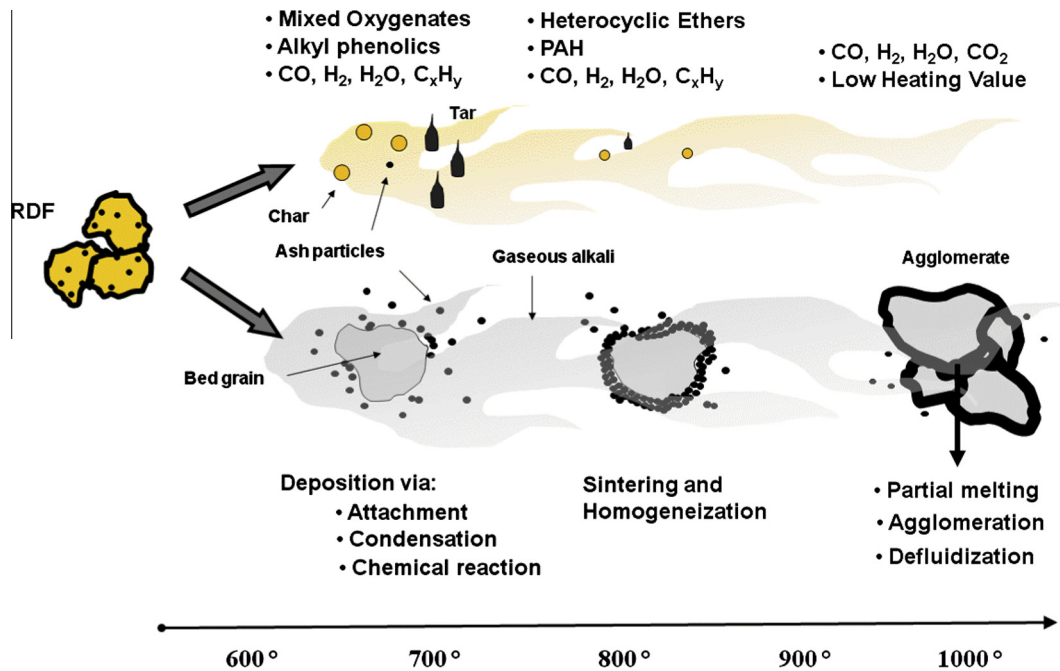 • Mixed Oxygenates
• Alkyl phenolics
• CO, H₂, H₂O, CₓHᵧ
• Heterocyclic Ethers
• PAH
• CO, H₂, H₂O, CₓHᵧ
• CO, H₂, H₂O, CO₂
• Low Heating Value
Tar
RDF
Char
Ash particles
Gaseous alkali
Agglomerate
Bed grain
Deposition via:
• Attachment
• Condensation
• Chemical reaction
Sintering and
Homogeneization
• Partial melting
• Agglomeration
• Defluidization
600° 700° 800° 900° 1000°